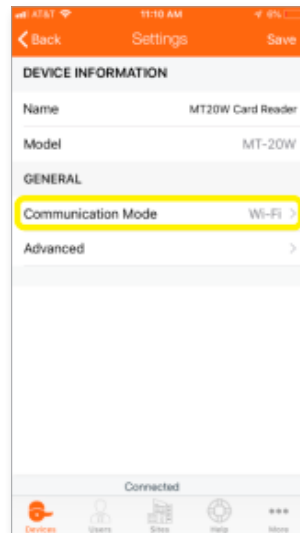 AT&T 11:10 AM 6%
Back Settings Save
DEVICE INFORMATION
Name MT20W Card Reader
Model MT-20W
GENERAL
Communication Mode Wi-Fi
Advanced
Connected
Devices Users Sites Help More